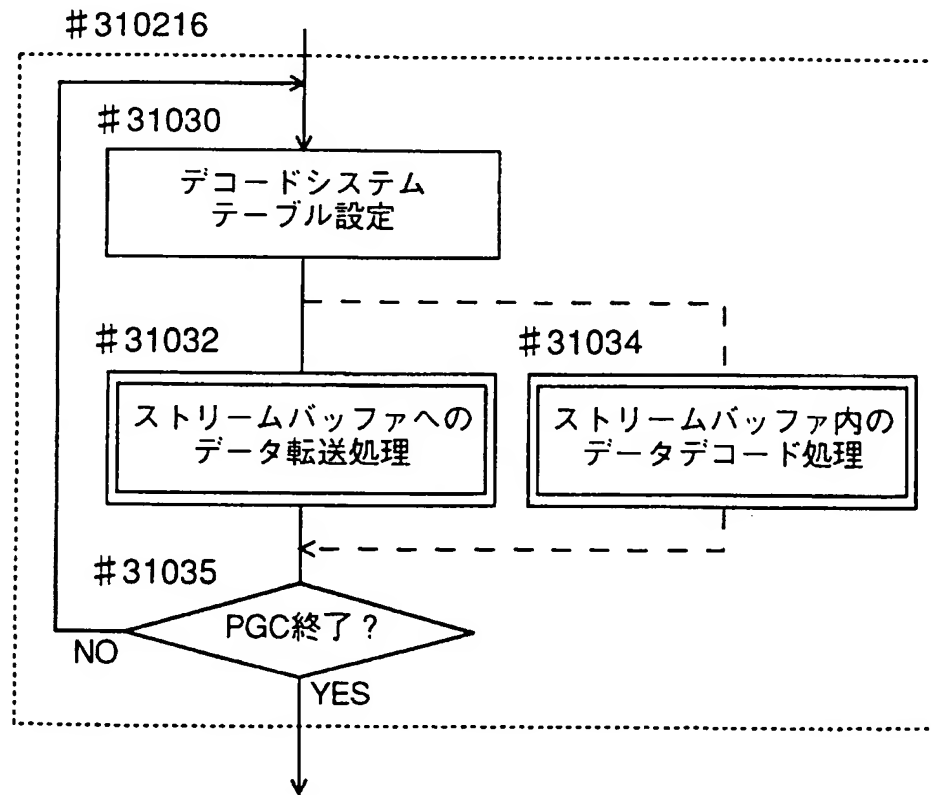 #310216
#31030
デコードシステム
テーブル設定
#31032
#31034
ストリームバッファへの
データ転送処理
ストリームバッファ内の
データデコード処理
#31035
PGC終了?
NO
YES